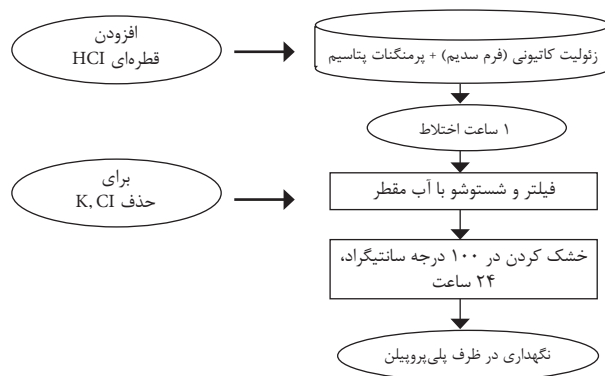 افزودن
قطره‌ای HCl
زئولیت کاتیونی (فرم سدیم) + پرمنگنات پتاسیم
۱ ساعت اختلاط
برای
حذف K, Cl
فیلتر و شستوشو با آب مقطر
خشک کردن در ۱۰۰ درجه سانتیگراد،
۲۴ ساعت
نگهداری در ظرف پلی‌پروپیلن